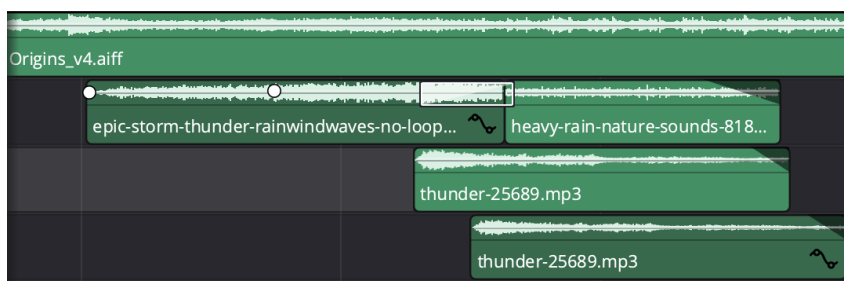 Origins_v4.aiff
epic-storm-thunder-rainwindwaves-no-loop...
heavy-rain-nature-sounds-818...
thunder-25689.mp3
thunder-25689.mp3